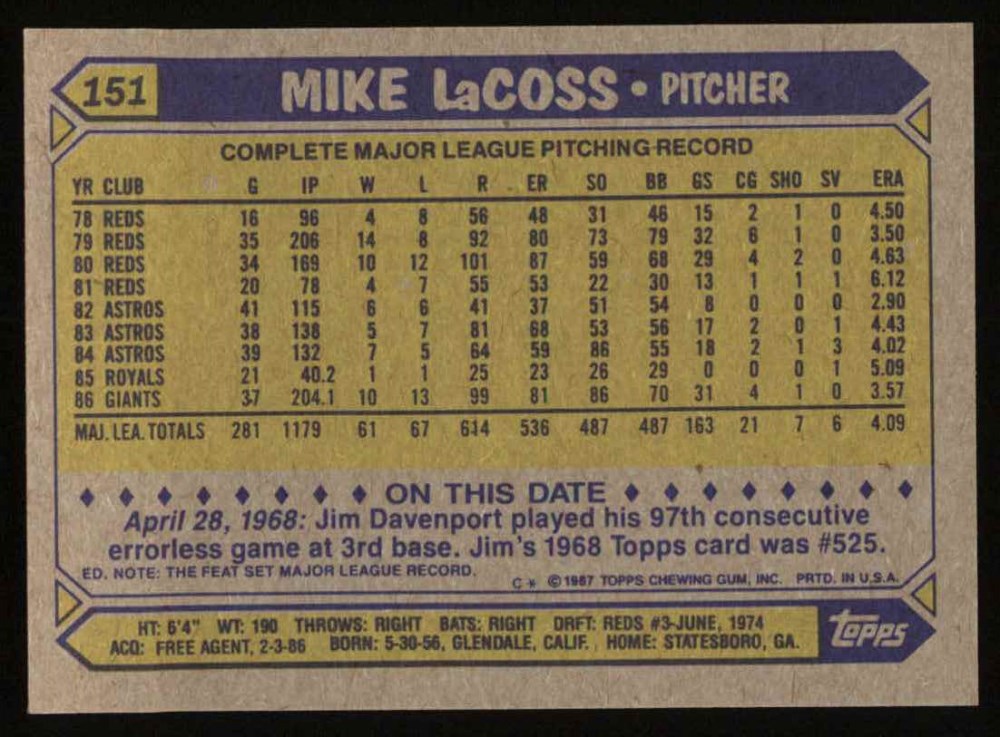 151 MIKE LaCOSS • PITCHER
COMPLETE MAJOR LEAGUE PITCHING RECORD
YR CLUB G IP W L R ER SO BB GS CG SHO SV ERA
78 REDS 16 96 4 8 56 48 31 46 15 2 1 0 4.50
79 REDS 35 206 14 8 92 80 73 79 32 6 1 0 3.50
80 REDS 34 169 10 12 101 87 59 68 29 4 2 0 4.63
81 REDS 20 78 4 7 55 53 22 30 13 1 1 1 6.12
82 ASTROS 41 115 6 6 41 37 51 54 8 0 0 0 2.90
83 ASTROS 38 138 5 7 81 68 53 56 17 2 0 1 4.43
84 ASTROS 39 132 7 5 64 59 86 55 18 2 1 3 4.02
85 ROYALS 21 40.2 1 1 25 23 26 29 0 0 0 1 5.09
86 GIANTS 37 204.1 10 13 99 81 86 70 31 4 1 0 3.57
MAJ. LEA. TOTALS 281 1179 61 67 614 536 487 487 163 21 7 6 4.09
ON THIS DATE
April 28, 1968: Jim Davenport played his 97th consecutive
errorless game at 3rd base. Jim's 1968 Topps card was #525.
ED. NOTE: THE FEAT SET MAJOR LEAGUE RECORD.
C* ©1987 TOPPS CHEWING GUM, INC. PRTD. IN U.S.A.
HT: 6'4" WT: 190 THROWS: RIGHT BATS: RIGHT DRFT: REDS #3-JUNE, 1974
ACQ: FREE AGENT, 2-3-86 BORN: 5-30-56, GLENDALE, CALIF. HOME: STATESBORO, GA.
topps